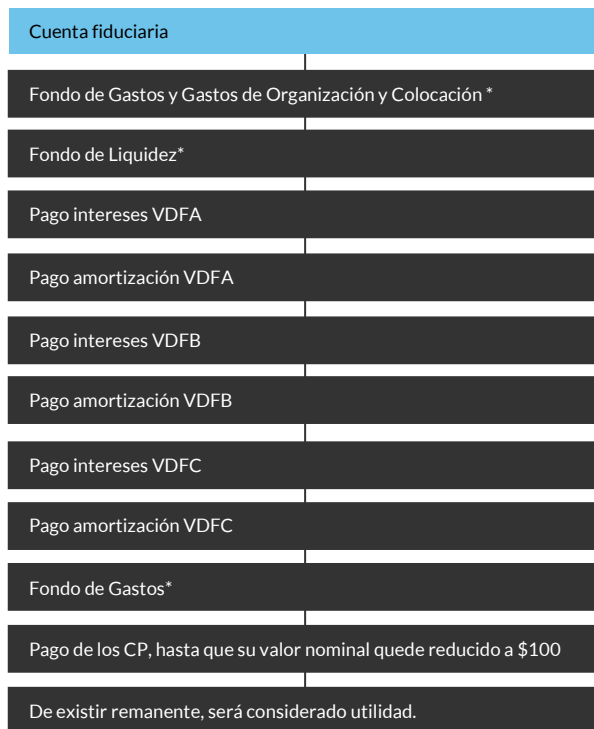 Cuenta fiduciaria
Fondo de Gastos y Gastos de Organización y Colocación *
Fondo de Liquidez*
Pago intereses VDFA
Pago amortización VDFA
Pago intereses VDFB
Pago amortización VDFB
Pago intereses VDFC
Pago amortización VDFC
Fondo de Gastos*
Pago de los CP, hasta que su valor nominal quede reducido a $100
De existir remanente, será considerado utilidad.